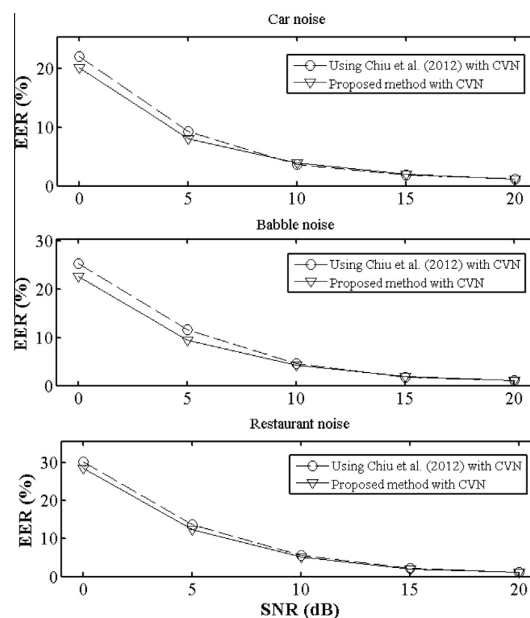 Car noise
EER (%)
20
10
0
Using Chiu et al. (2012) with CVN
Proposed method with CVN
0 5 10 15 20
Babble noise
EER (%)
30
20
10
0
Using Chiu et al. (2012) with CVN
Proposed method with CVN
0 5 10 15 20
Restaurant noise
EER (%)
30
20
10
0
Using Chiu et al. (2012) with CVN
Proposed method with CVN
0 5 10 15 20
SNR (dB)